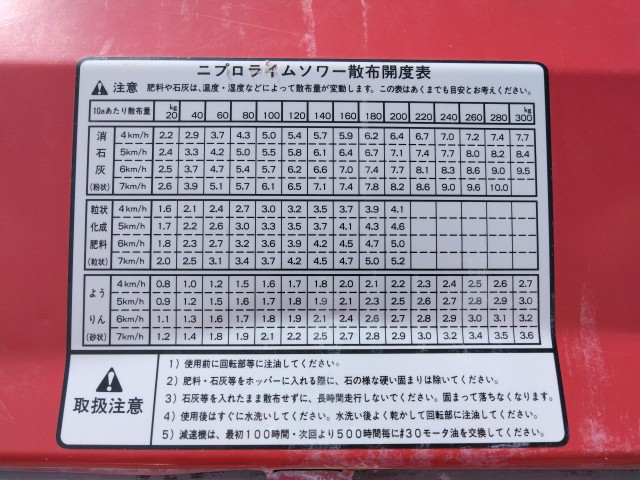 ニプロライムソワー散布開度表
注意 肥料や石灰は、温度・湿度などによって散布量が変動します。この表はあくまでも目安とお考えください。
10aあたり散布量 kg 20 40 60 80 100 120 140 160 180 200 220 240 260 280 kg 300
消 4km/h 2.2 2.9 3.7 4.3 5.0 5.4 5.7 5.9 6.2 6.4 6.7 7.0 7.2 7.4 7.7
石 5km/h 2.4 3.3 4.2 5.0 5.5 5.8 6.1 6.4 6.7 7.1 7.4 7.7 8.0 8.2 8.4
灰 6km/h 2.5 3.7 4.7 5.4 5.7 6.2 6.6 7.0 7.4 7.7 8.1 8.3 8.6 9.0 9.5
(粉状) 7km/h 2.6 3.9 5.1 5.7 6.1 6.5 7.1 7.4 7.8 8.2 8.6 9.0 9.6 10.0
粒状 4km/h 1.6 2.1 2.4 2.7 3.0 3.2 3.5 3.7 3.9 4.1
化成 5km/h 1.7 2.2 2.6 3.0 3.3 3.5 3.7 4.1 4.3 4.6
肥料 6km/h 1.8 2.3 2.7 3.2 3.6 3.9 4.2 4.5 4.7 5.0
(粒状) 7km/h 2.0 2.5 3.1 3.4 3.7 4.2 4.5 4.7 5.0 5.2
よう 4km/h 0.8 1.0 1.2 1.5 1.6 1.7 1.8 2.0 2.1 2.2 2.3 2.4 2.5 2.6 2.7
5km/h 0.9 1.2 1.5 1.6 1.7 1.8 1.9 2.1 2.3 2.5 2.6 2.7 2.8 2.9 3.0
りん 6km/h 1.1 1.3 1.6 1.7 1.8 1.9 2.1 2.4 2.6 2.7 2.8 2.9 3.0 3.1 3.2
(砂状) 7km/h 1.2 1.4 1.8 1.9 2.1 2.2 2.5 2.7 2.8 2.9 3.0 3.2 3.4 3.5 3.6
取扱注意
1) 使用前に回転部等に注油してください。
2) 肥料・石灰等をホッパーに入れる際に、石の様な硬い固まりは除いてください。
3) 石灰等を入れたまま散布せずに、長時間走行しないでください。固まって落ちなくなります。
4) 使用後はすぐに水洗いしてください。水洗い後よく乾かして回転部に注油してください。
5) 減速機は、最初100時間・次回より500時間毎に#30モータ油を交換してください。